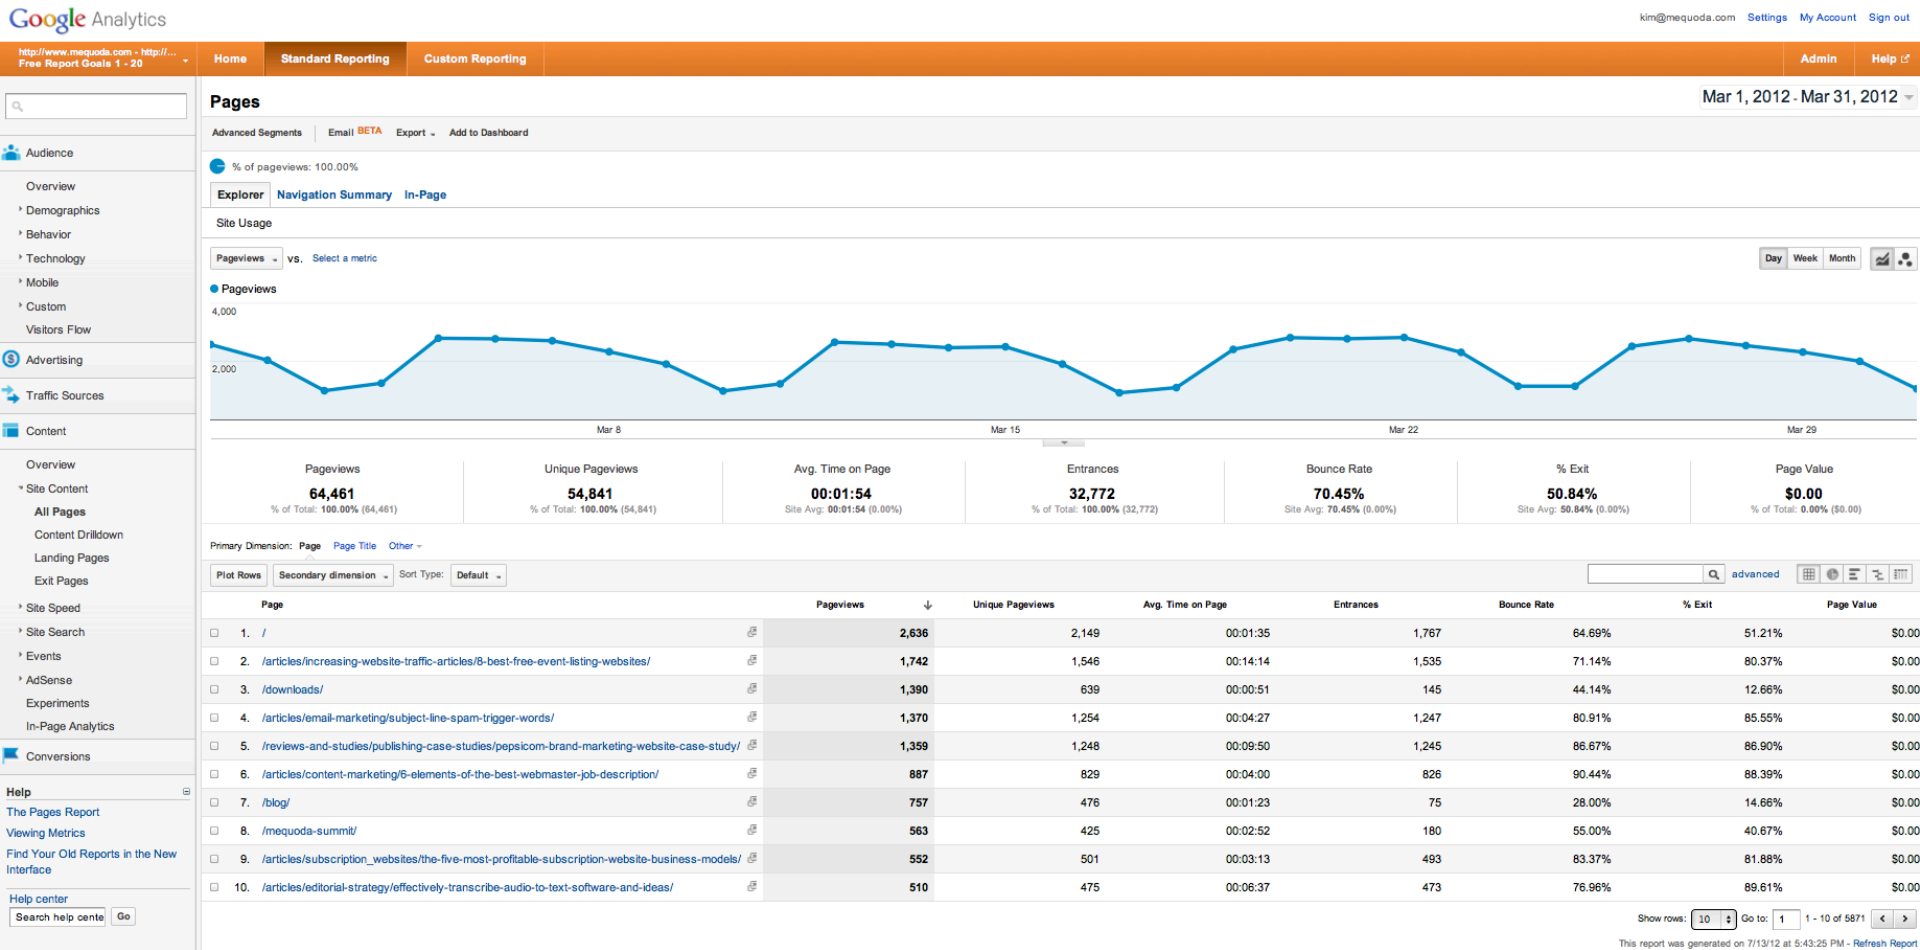 Google Analytics
kim@mequoda.com Settings My Account Sign out
http://www.mequoda.com - http://...
Free Report Goals 1 - 20
Home Standard Reporting Custom Reporting Admin Help
Pages
Mar 1, 2012 - Mar 31, 2012
Advanced Segments Email BETA Export Add to Dashboard
% of pageviews: 100.00%
Explorer Navigation Summary In-Page
Site Usage
Pageviews vs. Select a metric
Day Week Month
Pageviews
4,000
2,000
Mar 8 Mar 15 Mar 22 Mar 29
Audience
Overview
Demographics
Behavior
Technology
Mobile
Custom
Visitors Flow
Advertising
Traffic Sources
Content
Overview
Site Content
All Pages
Content Drilldown
Landing Pages
Exit Pages
Site Speed
Site Search
Events
AdSense
Experiments
In-Page Analytics
Conversions
Help
The Pages Report
Viewing Metrics
Find Your Old Reports in the New
Interface
Help center
Search help cente Go
Pageviews Unique Pageviews Avg. Time on Page Entrances Bounce Rate % Exit Page Value
64,461 54,841 00:01:54 32,772 70.45% 50.84% $0.00
% of Total: 100.00% (64,461) % of Total: 100.00% (54,841) Site Avg: 00:01:54 (0.00%) % of Total: 100.00% (32,772) Site Avg: 70.45% (0.00%) Site Avg: 50.84% (0.00%) % of Total: 0.00% ($0.00)
Primary Dimension: Page Page Title Other
Plot Rows Secondary dimension Sort Type: Default advanced
Page Pageviews Unique Pageviews Avg. Time on Page Entrances Bounce Rate % Exit Page Value
1. / 2,636 2,149 00:01:35 1,767 64.69% 51.21% $0.00
2. /articles/increasing-website-traffic-articles/8-best-free-event-listing-websites/ 1,742 1,546 00:14:14 1,535 71.14% 80.37% $0.00
3. /downloads/ 1,390 639 00:00:51 145 44.14% 12.66% $0.00
4. /articles/email-marketing/subject-line-spam-trigger-words/ 1,370 1,254 00:04:27 1,247 80.91% 85.55% $0.00
5. /reviews-and-studies/publishing-case-studies/pepsicom-brand-marketing-website-case-study/ 1,359 1,248 00:09:50 1,245 86.67% 86.90% $0.00
6. /articles/content-marketing/6-elements-of-the-best-webmaster-job-description/ 887 829 00:04:00 826 90.44% 88.39% $0.00
7. /blog/ 757 476 00:01:23 75 28.00% 14.66% $0.00
8. /mequoda-summit/ 563 425 00:02:52 180 55.00% 40.67% $0.00
9. /articles/subscription_websites/the-five-most-profitable-subscription-website-business-models/ 552 501 00:03:13 493 83.37% 81.88% $0.00
10. /articles/editorial-strategy/effectively-transcribe-audio-to-text-software-and-ideas/ 510 475 00:06:37 473 76.96% 89.61% $0.00
Show rows: 10 Go to: 1 1 - 10 of 5871
This report was generated on 7/13/12 at 5:43:25 PM - Refresh Report